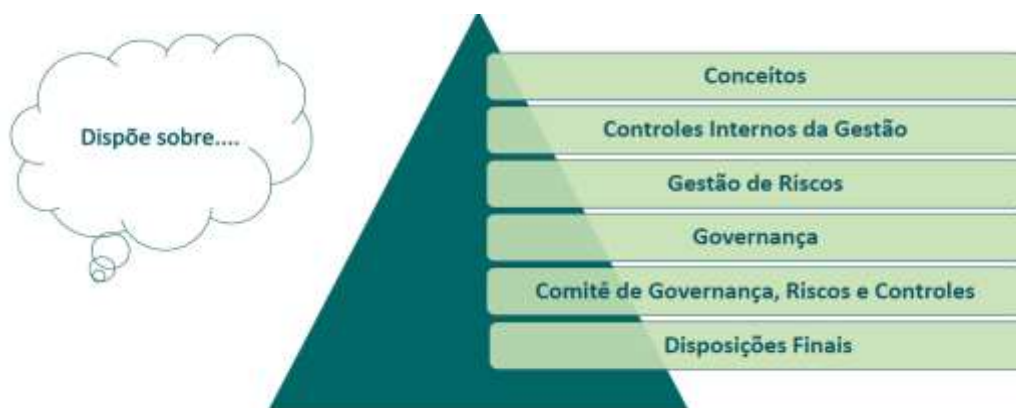 Dispõe sobre....
Conceitos
Controles Internos da Gestão
Gestão de Riscos
Governança
Comitê de Governança, Riscos e Controles
Disposições Finais